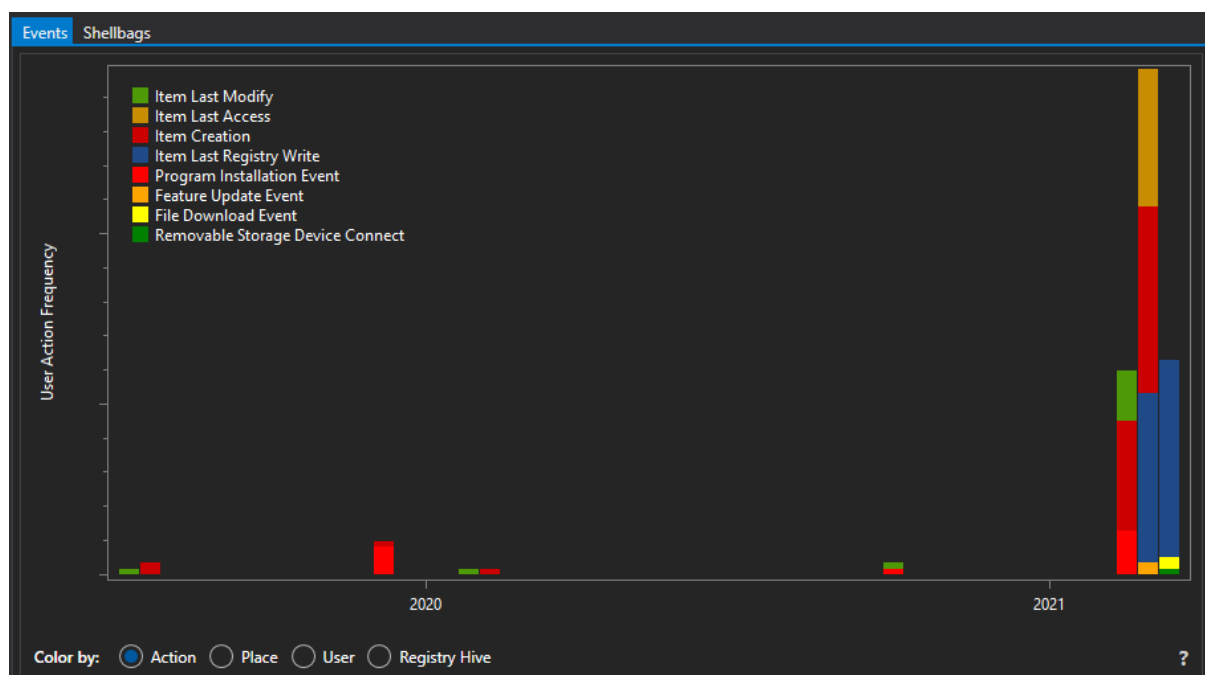 Events Shellbags
Item Last Modify
Item Last Access
Item Creation
Item Last Registry Write
Program Installation Event
Feature Update Event
File Download Event
Removable Storage Device Connect
User Action Frequency
2020 2021
Color by: Action Place User Registry Hive ?